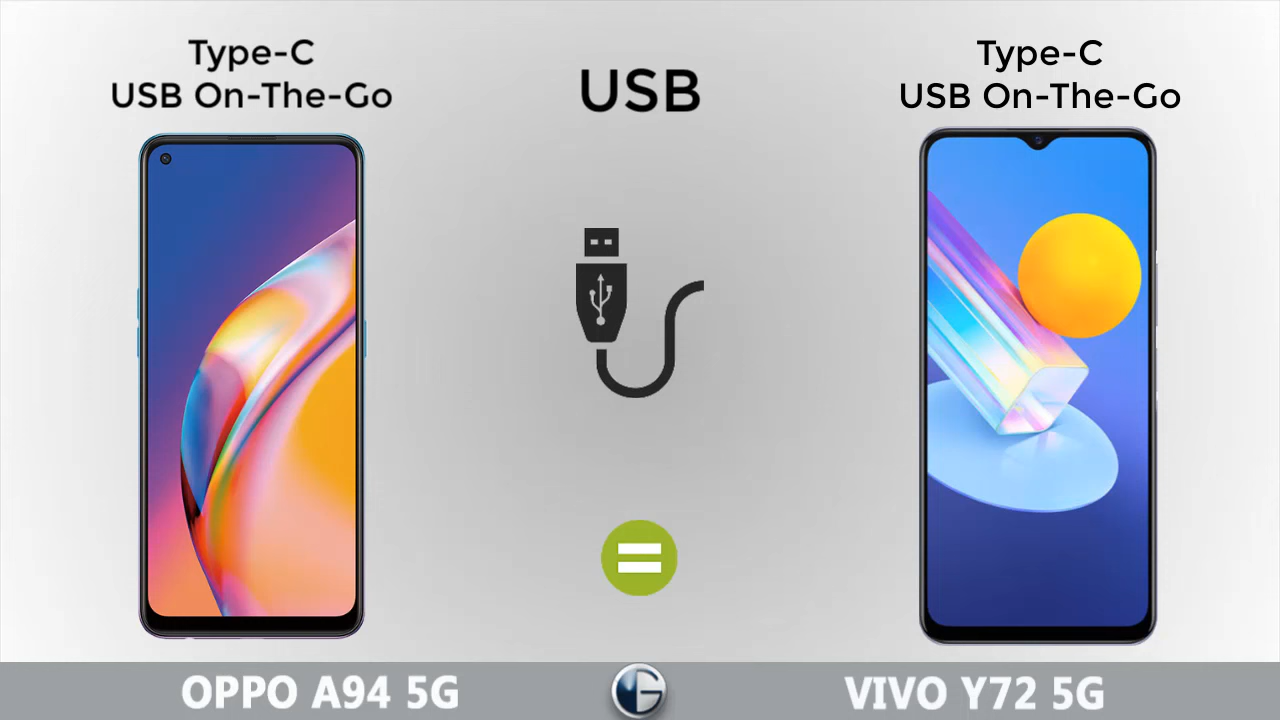 Type-C
USB On-The-Go
USB
Type-C
USB On-The-Go
OPPO A94 5G
G
VIVO Y72 5G